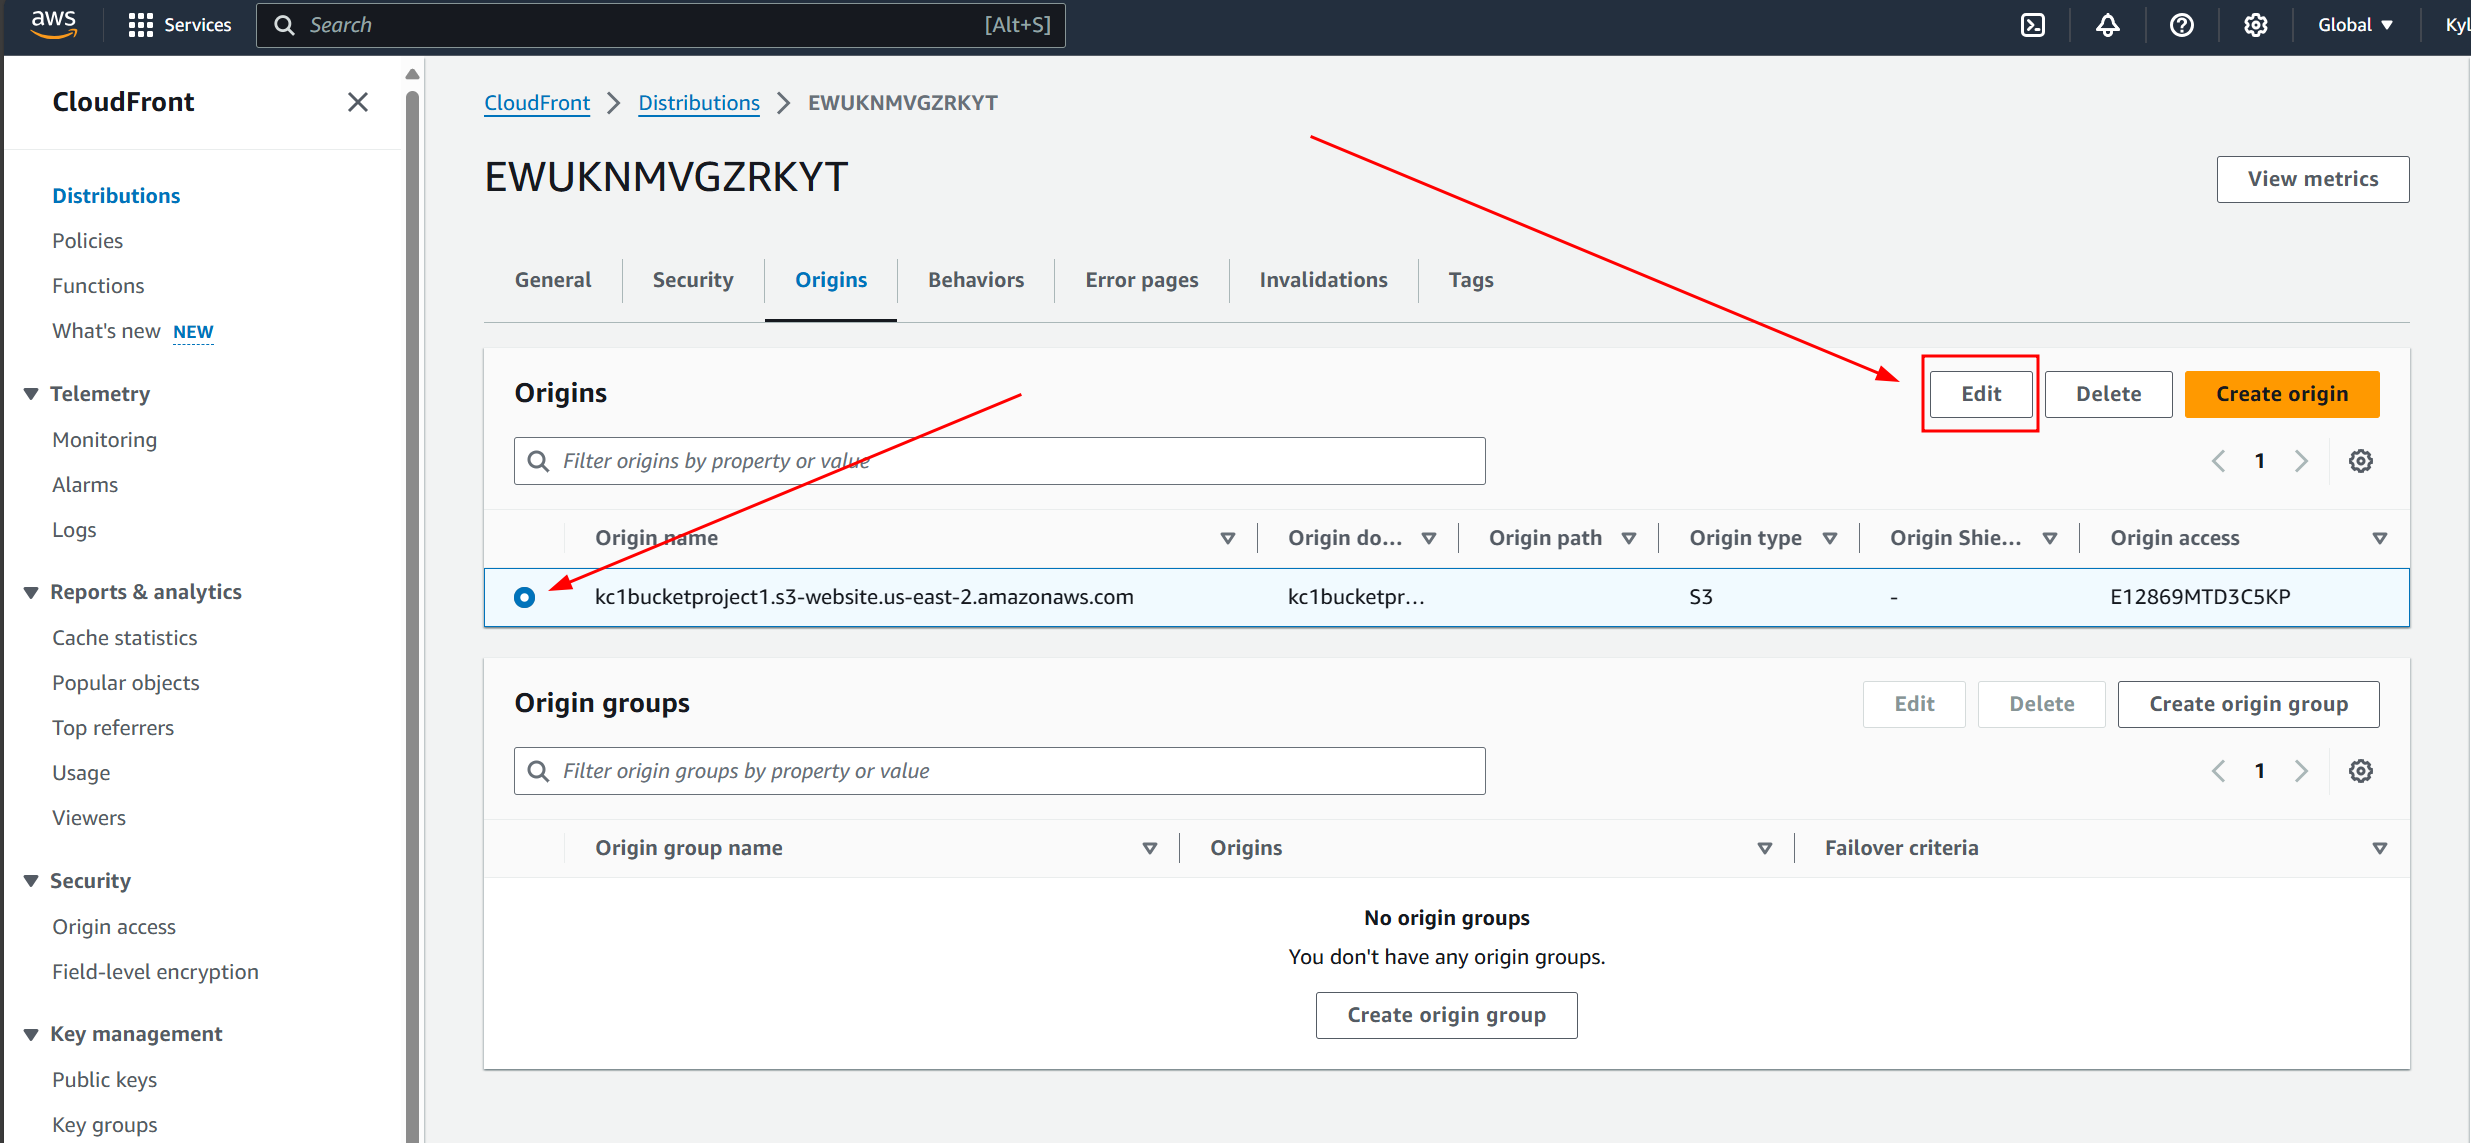 aws
Services
Search
[Alt+S]
Global
Kyl
CloudFront
Distributions
Policies
Functions
What's new NEW
Telemetry
Monitoring
Alarms
Logs
Reports & analytics
Cache statistics
Popular objects
Top referrers
Usage
Viewers
Security
Origin access
Field-level encryption
Key management
Public keys
Key groups
CloudFront
Distributions
EWUKNMVGZRKYT
EWUKNMVGZRKYT
View metrics
General
Security
Origins
Behaviors
Error pages
Invalidations
Tags
Origins
Edit
Delete
Create origin
Filter origins by property or value
1
Origin name
Origin do...
Origin path
Origin type
Origin Shie...
Origin access
kc1bucketproject1.s3-website.us-east-2.amazonaws.com
kc1bucketpr...
S3
-
E12869MTD3C5KP
Origin groups
Edit
Delete
Create origin group
Filter origin groups by property or value
1
Origin group name
Origins
Failover criteria
No origin groups
You don't have any origin groups.
Create origin group